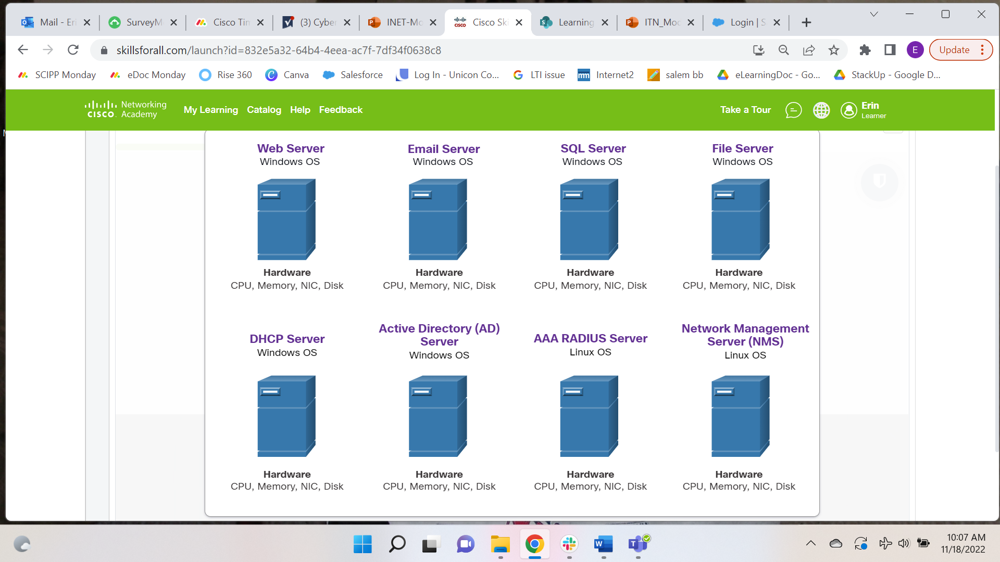 Mail - Eri
SurveyM
Cisco Tin
(3) Cyber
INET-Mo
Cisco Ski
Learning
ITN_Moc
Login | S
skillsforall.com/launch?id=832e5a32-64b4-4eea-ac7f-7df34f0638c8
E
Update
SCIPP Monday
eDoc Monday
Rise 360
Canva
Salesforce
Log In - Unicon Co...
LTI issue
Internet2
salem bb
eLearningDoc - Go...
StackUp - Google D...
CISCO
Networking
Academy
My Learning
Catalog
Help
Feedback
Take a Tour
Erin
Learner
Web Server
Windows OS
Email Server
Windows OS
SQL Server
Windows OS
File Server
Windows OS
Hardware
CPU, Memory, NIC, Disk
Hardware
CPU, Memory, NIC, Disk
Hardware
CPU, Memory, NIC, Disk
Hardware
CPU, Memory, NIC, Disk
DHCP Server
Windows OS
Active Directory (AD)
Server
Windows OS
AAA RADIUS Server
Linux OS
Network Management
Server (NMS)
Linux OS
Hardware
CPU, Memory, NIC, Disk
Hardware
CPU, Memory, NIC, Disk
Hardware
CPU, Memory, NIC, Disk
Hardware
CPU, Memory, NIC, Disk
10:07 AM
11/18/2022